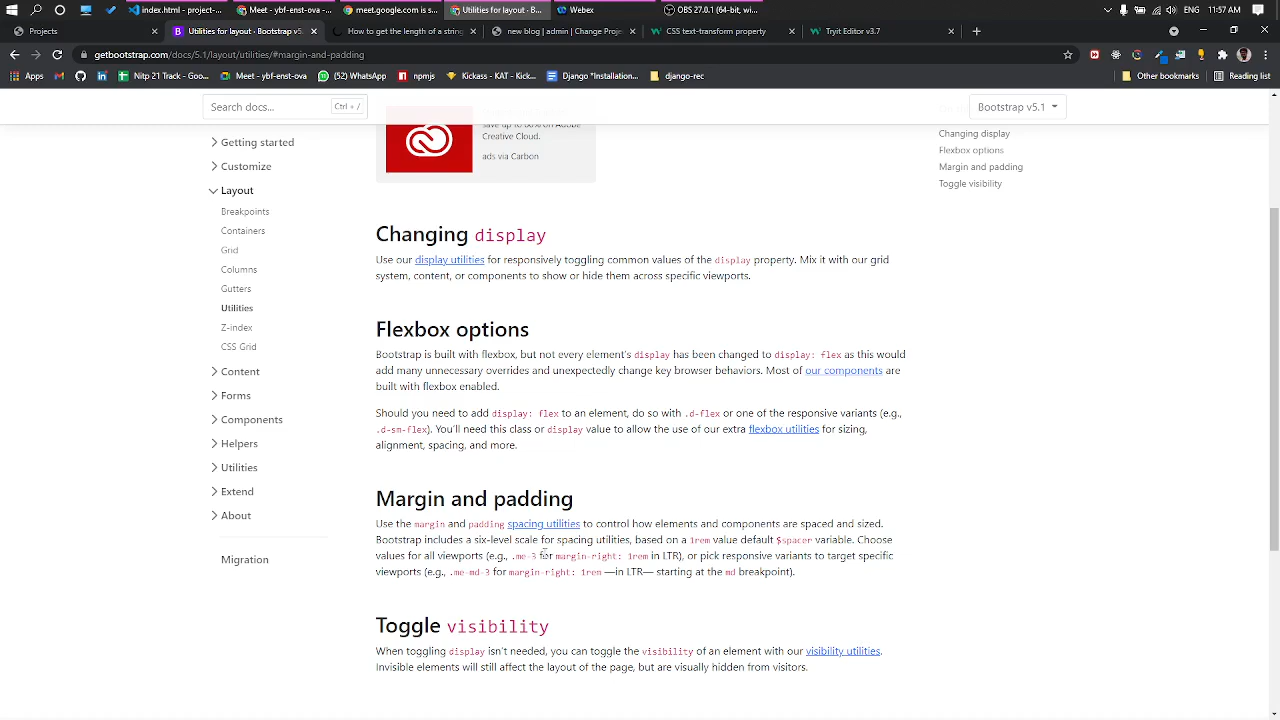 index.html - project-...
Meet - ybf-enst-ova ...
meet.google.com is s...
Utilities for layout - B...
Webex
OBS 27.0.1 (64-bit, wi...
ENG
11:57 AM
Projects
Utilities for layout · Bootstrap v5
How to get the length of a string
new blog | admin | Change Proje
CSS text-transform property
Tryit Editor v3.7
getbootstrap.com/docs/5.1/layout/utilities/#margin-and-padding
Apps
Nitp 21 Track - Goo...
Meet - ybf-enst-ova
(52) WhatsApp
npmjs
Kickass - KAT - Kick...
Django *Installation...
django-rec
Other bookmarks
Reading list
Search docs...
Ctrl + /
Bootstrap v5.1
Getting started
Customize
Layout
Breakpoints
Containers
Grid
Columns
Gutters
Utilities
Z-index
CSS Grid
Content
Forms
Components
Helpers
Utilities
Extend
About
Migration
save up to 60% on Adobe
Creative Cloud.
ads via Carbon
Changing display
Use our display utilities for responsively toggling common values of the display property. Mix it with our grid
system, content, or components to show or hide them across specific viewports.
Flexbox options
Bootstrap is built with flexbox, but not every element's display has been changed to display: flex as this would
add many unnecessary overrides and unexpectedly change key browser behaviors. Most of our components are
built with flexbox enabled.
Should you need to add display: flex to an element, do so with .d-flex or one of the responsive variants (e.g.,
.d-sm-flex). You'll need this class or display value to allow the use of our extra flexbox utilities for sizing,
alignment, spacing, and more.
Margin and padding
Use the margin and padding spacing utilities to control how elements and components are spaced and sized.
Bootstrap includes a six-level scale for spacing utilities, based on a 1rem value default $spacer variable. Choose
values for all viewports (e.g., .me-3 for margin-right: 1rem in LTR), or pick responsive variants to target specific
viewports (e.g., .me-md-3 for margin-right: 1rem —in LTR— starting at the md breakpoint).
Toggle visibility
When toggling display isn't needed, you can toggle the visibility of an element with our visibility utilities.
Invisible elements will still affect the layout of the page, but are visually hidden from visitors.
Changing display
Flexbox options
Margin and padding
Toggle visibility